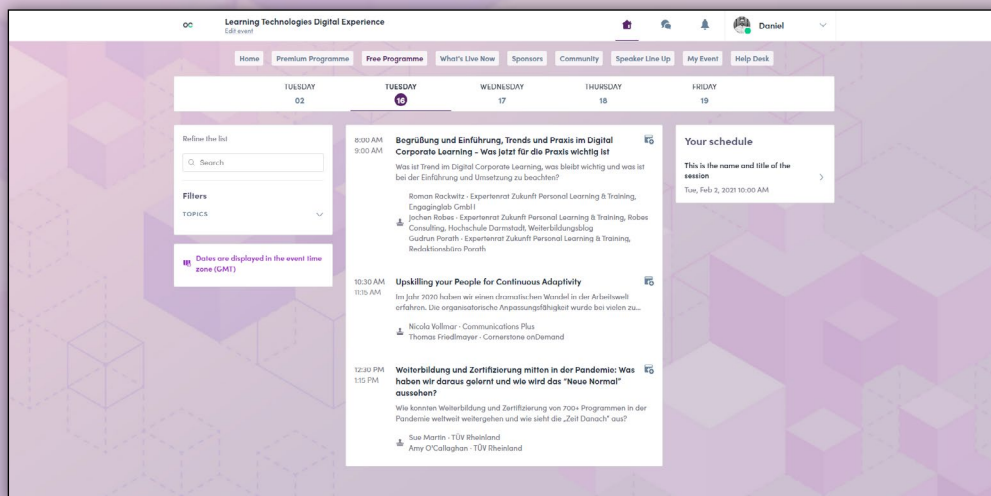 Learning Technologies Digital Experience
Edit event
Daniel
Home Premium Programme Free Programme What's Live Now Sponsors Community Speaker Line Up My Event Help Desk
TUESDAY TUESDAY WEDNESDAY THURSDAY FRIDAY
02 16 17 18 19
Refine the list
Search
Filters
TOPICS
Dates are displayed in the event time
zone (GMT)
8:00 AM
9:00 AM
Begrüßung und Einführung, Trends und Praxis im Digital
Corporate Learning - Was jetzt für die Praxis wichtig ist
Was ist Trend im Digital Corporate Learning, was bleibt wichtig und was ist
bei der Einführung und Umsetzung zu beachten?
Roman Rackwitz - Expertenrat Zukunft Personal Learning & Training,
Engaginglab GmbH
Jochen Robes - Expertenrat Zukunft Personal Learning & Training, Robes
Consulting, Hochschule Darmstadt, Weiterbildungsblog
Gudrun Porath - Expertenrat Zukunft Personal Learning & Training,
Redaktionsbüro Porath
10:30 AM
11:15 AM
Upskilling your People for Continuous Adaptivity
Im Jahr 2020 haben wir einen dramatischen Wandel in der Arbeitswelt
erfahren. Die organisatorische Anpassungsfähigkeit wurde bei vielen zu...
Nicola Vollmar - Communications Plus
Thomas Friedlmayer - Cornerstone onDemand
12:30 PM
1:15 PM
Weiterbildung und Zertifizierung mitten in der Pandemie: Was
haben wir daraus gelernt und wie wird das "Neue Normal"
aussehen?
Wie konnten Weiterbildung und Zertifizierung von 700+ Programmen in der
Pandemie weltweit weitergehen und wie sieht die „Zeit Danach" aus?
Sue Martin - TÜV Rheinland
Amy O'Callaghan - TÜV Rheinland
Your schedule
This is the name and title of the
session
Tue, Feb 2, 2021 10:00 AM